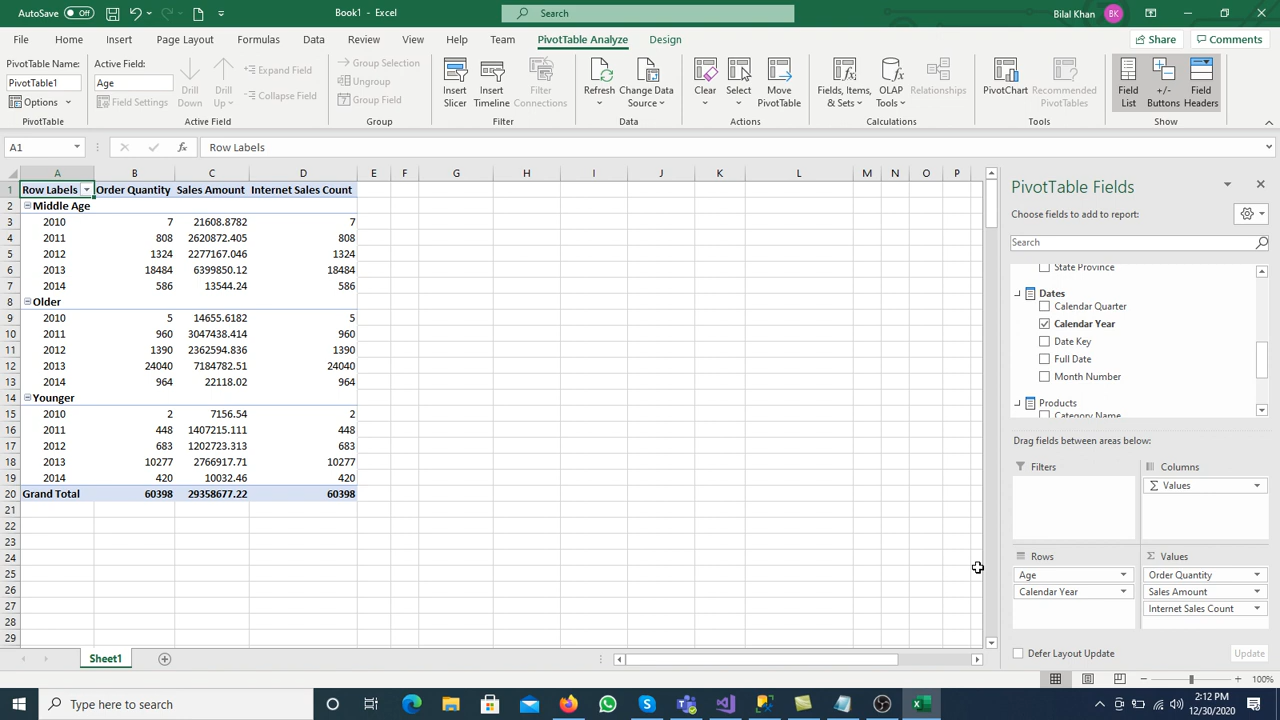 AutoSave Off Book1 - Excel Search Bilal Khan BK
File Home Insert Page Layout Formulas Data Review View Help Team PivotTable Analyze Design Share Comments
PivotTable Name:
PivotTable1
Options
PivotTable
Active Field:
Age
Field Settings
Drill Down
Drill Up
Expand Field
Collapse Field
Active Field
Group Selection
Ungroup
Group Field
Group
Insert Slicer
Insert Timeline
Filter Connections
Filter
Refresh
Change Data Source
Data
Clear
Select
Move PivotTable
Actions
Fields, Items, & Sets
OLAP Tools
Relationships
Calculations
PivotChart
Recommended PivotTables
Tools
Field List
+/- Buttons
Field Headers
Show
A1 fx Row Labels
A B C D E F G H I J K L M N O P
1 Row Labels Order Quantity Sales Amount Internet Sales Count
2 Middle Age
3 2010 7 21608.8782 7
4 2011 808 2620872.405 808
5 2012 1324 2277167.046 1324
6 2013 18484 6399850.12 18484
7 2014 586 13544.24 586
8 Older
9 2010 5 14655.6182 5
10 2011 960 3047438.414 960
11 2012 1390 2362594.836 1390
12 2013 24040 7184782.51 24040
13 2014 964 22118.02 964
14 Younger
15 2010 2 7156.54 2
16 2011 448 1407215.111 448
17 2012 683 1202723.313 683
18 2013 10277 2766917.71 10277
19 2014 420 10032.46 420
20 Grand Total 60398 29358677.22 60398
21
22
23
24
25
26
27
28
29
PivotTable Fields
Choose fields to add to report:
Search
State Province
Dates
Calendar Quarter
Calendar Year
Date Key
Full Date
Month Number
Products
Category Name
Drag fields between areas below:
Filters
Columns
Σ Values
Rows
Age
Calendar Year
Σ Values
Order Quantity
Sales Amount
Internet Sales Count
Defer Layout Update Update
Sheet1
100%
Type here to search
2:12 PM
12/30/2020